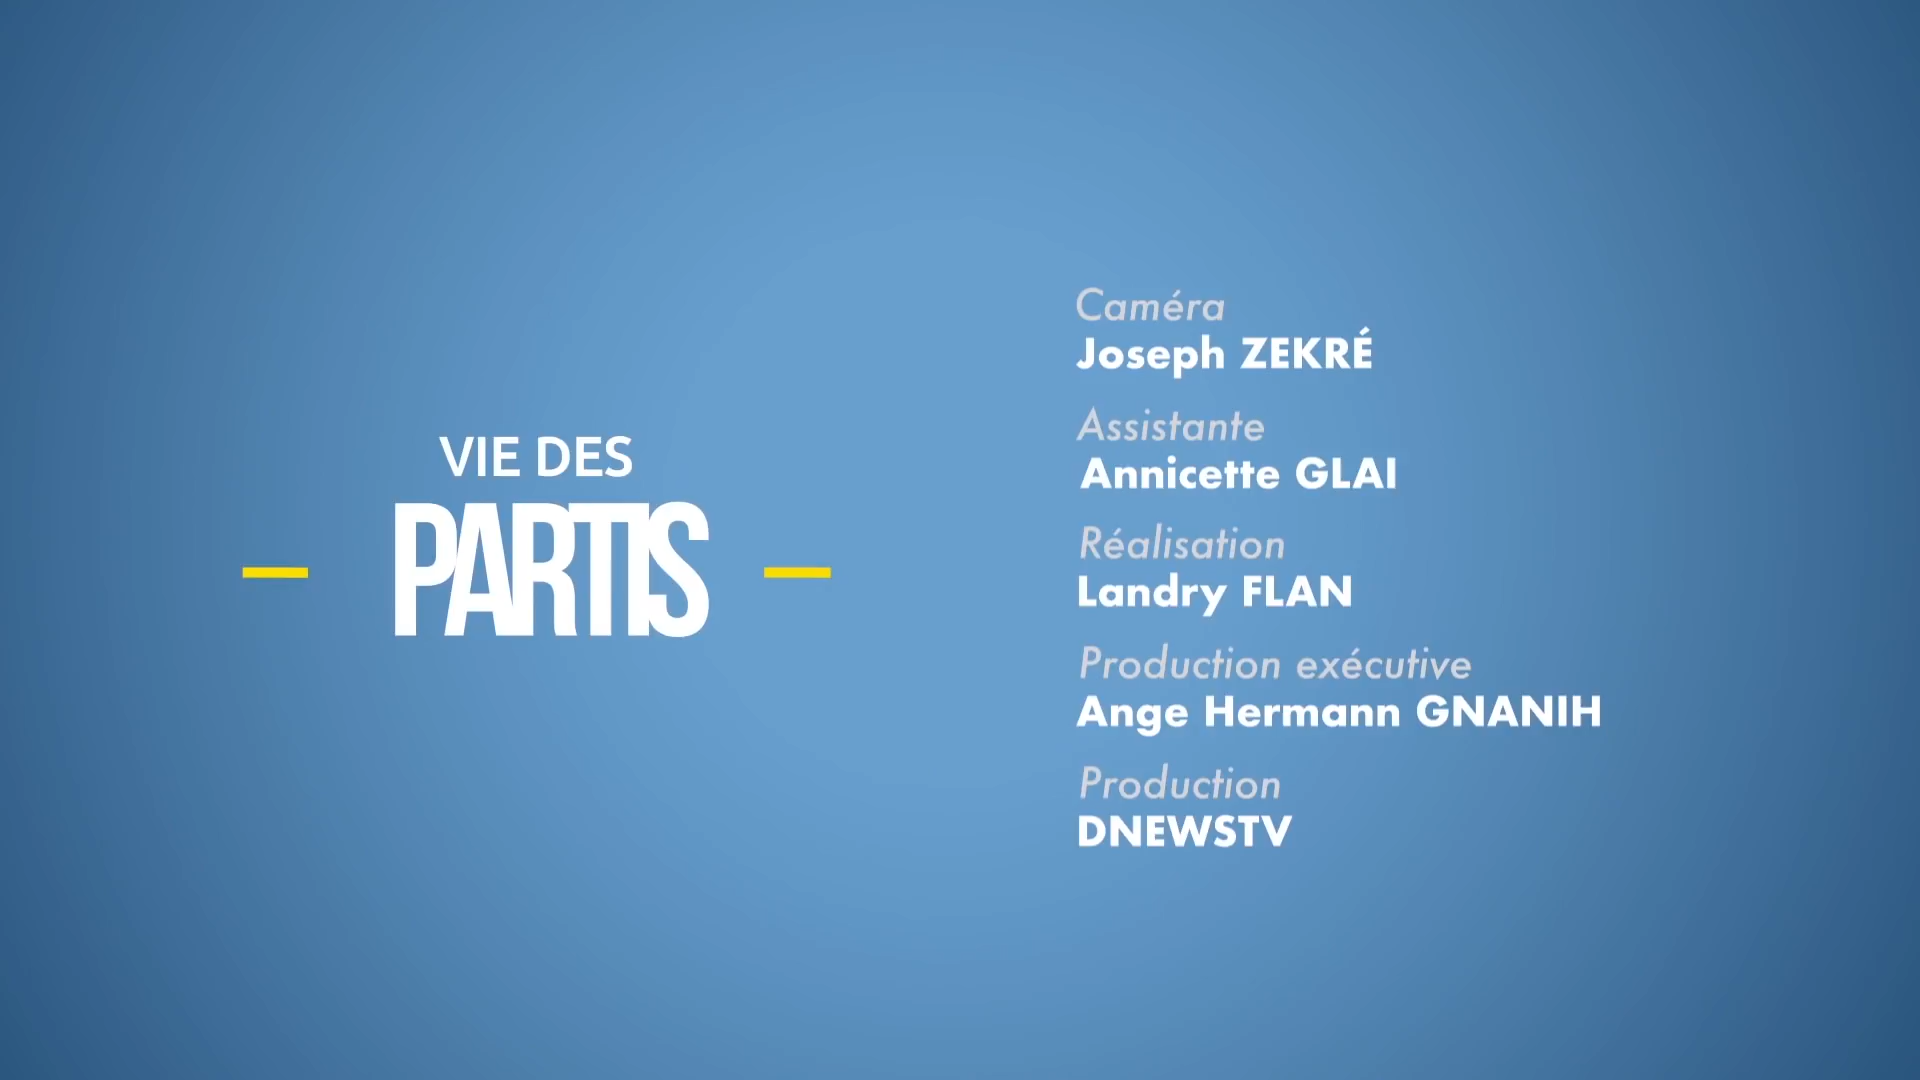 VIE DES
PARTIS
Caméra
Joseph ZEKRÉ
Assistante
Annicette GLAI
Réalisation
Landry FLAN
Production exécutive
Ange Hermann GNANIH
Production
DNEWSTV